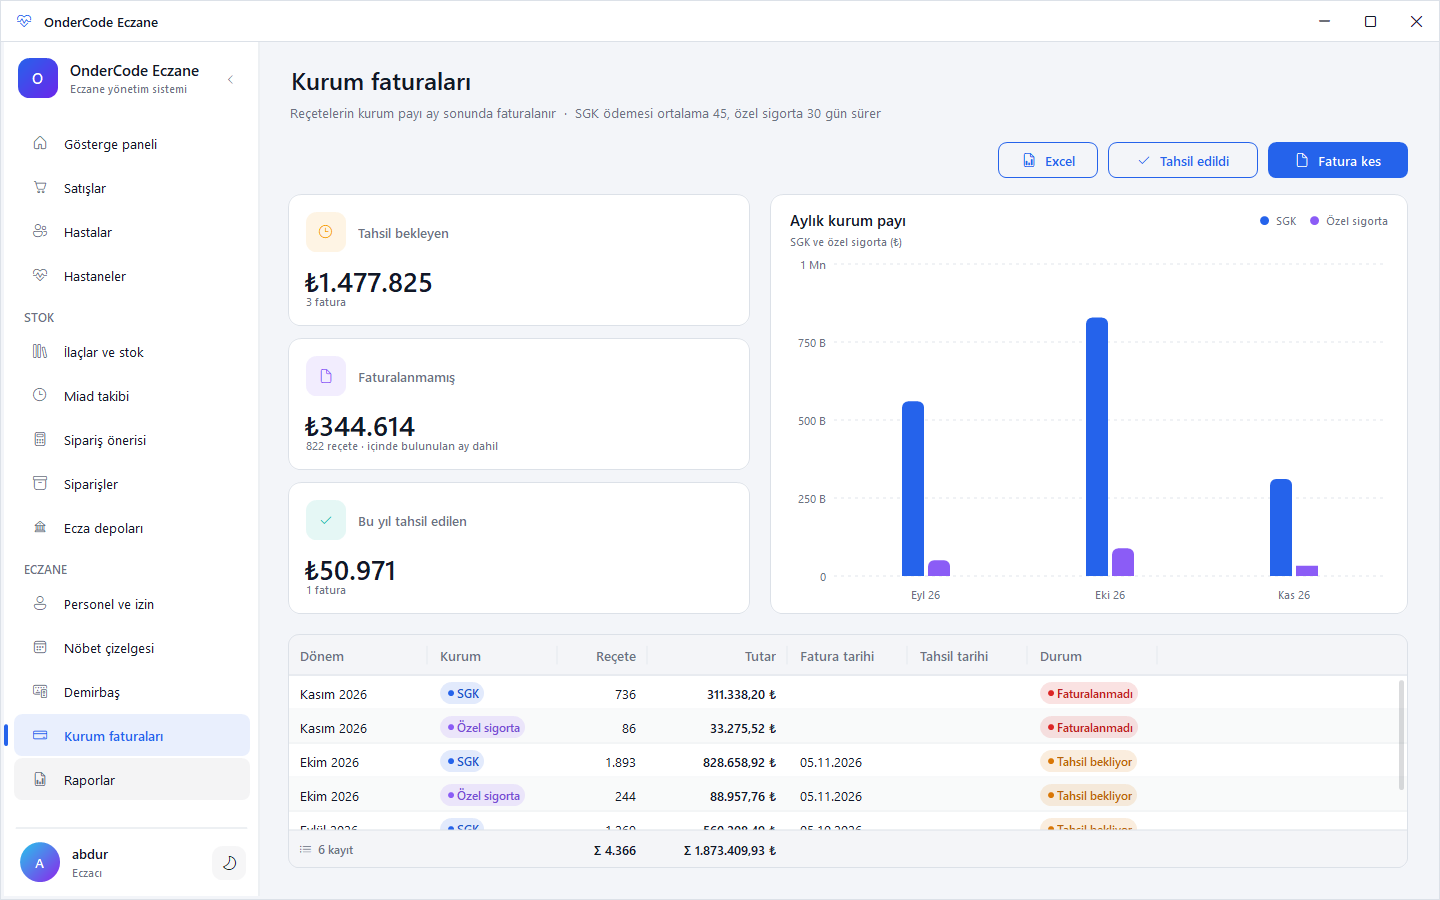 OnderCode Eczane
O
OnderCode Eczane
Eczane yönetim sistemi
Gösterge paneli
Satışlar
Hastalar
Hastaneler
STOK
İlaçlar ve stok
Miad takibi
Sipariş önerisi
Siparişler
Ecza depoları
ECZANE
Personel ve izin
Nöbet çizelgesi
Demirbaş
Kurum faturaları
Raporlar
A
abdur
Eczacı
Kurum faturaları
Reçetelerin kurum payı ay sonunda faturalanır · SGK ödemesi ortalama 45, özel sigorta 30 gün sürer
Excel
Tahsil edildi
Fatura kes
Tahsil bekleyen
₺1.477.825
3 fatura
Faturalanmamış
₺344.614
822 reçete · içinde bulunulan ay dahil
Bu yıl tahsil edilen
₺50.971
1 fatura
Aylık kurum payı
SGK ve özel sigorta (₺)
SGK
Özel sigorta
1 Mn
750 B
500 B
250 B
0
Eyl 26
Eki 26
Kas 26
Dönem Kurum Reçete Tutar Fatura tarihi Tahsil tarihi Durum
Kasım 2026 SGK 736 311.338,20 ₺ Faturalanmadı
Kasım 2026 Özel sigorta 86 33.275,52 ₺ Faturalanmadı
Ekim 2026 SGK 1.893 828.658,92 ₺ 05.11.2026 Tahsil bekliyor
Ekim 2026 Özel sigorta 244 88.957,76 ₺ 05.11.2026 Tahsil bekliyor
Eylül 2026 SGK Tahsil bekliyor
6 kayıt Σ 4.366 Σ 1.873.409,93 ₺